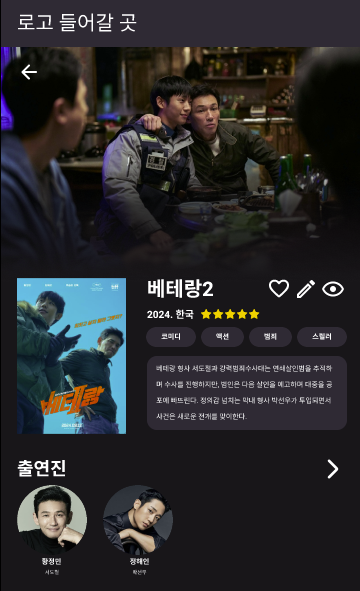 로고 들어갈 곳
베테랑2
2024. 한국
코미디
액션
범죄
스릴러
베테랑 형사 서도철과 강력범죄수사대는 연쇄살인범을 추적하
며 수사를 진행하지만, 범인은 다음 살인을 예고하며 대중을 공
포에 빠뜨린다. 정의감 넘치는 막내 형사 박선우가 투입되면서
사건은 새로운 전개를 맞이한다.
베테랑
출연진
황정민
정해인
서도철
박선우